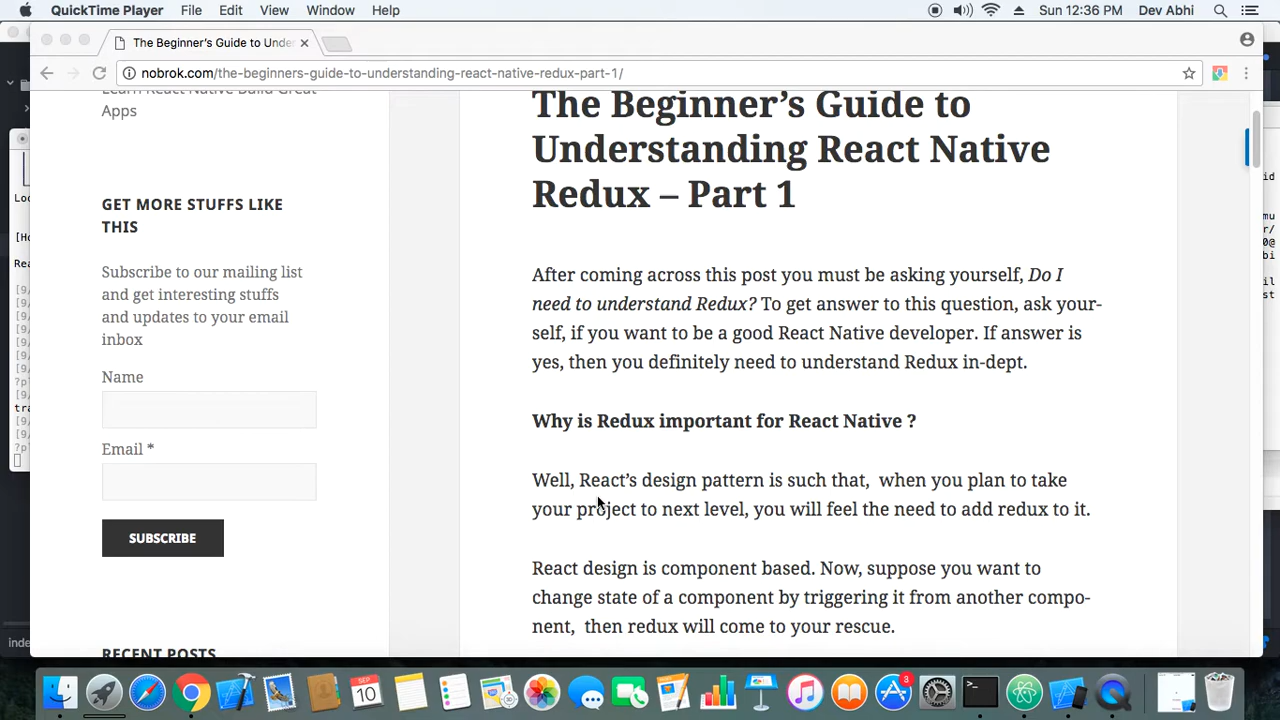 QuickTime Player File Edit View Window Help Sun 12:36 PM Dev Abhi
The Beginner's Guide to Unde
nobrok.com/the-beginners-guide-to-understanding-react-native-redux-part-1/
Learn React Native Build Great
Apps
GET MORE STUFFS LIKE
THIS
Subscribe to our mailing list
and get interesting stuffs
and updates to your email
inbox
Name
Email *
SUBSCRIBE
RECENT POSTS
The Beginner’s Guide to
Understanding React Native
Redux – Part 1
After coming across this post you must be asking yourself, Do I
need to understand Redux? To get answer to this question, ask your-
self, if you want to be a good React Native developer. If answer is
yes, then you definitely need to understand Redux in-dept.
Why is Redux important for React Native ?
Well, React’s design pattern is such that,  when you plan to take
your project to next level, you will feel the need to add redux to it.
React design is component based. Now, suppose you want to
change state of a component by triggering it from another compo-
nent,  then redux will come to your rescue.
SEP
10
3